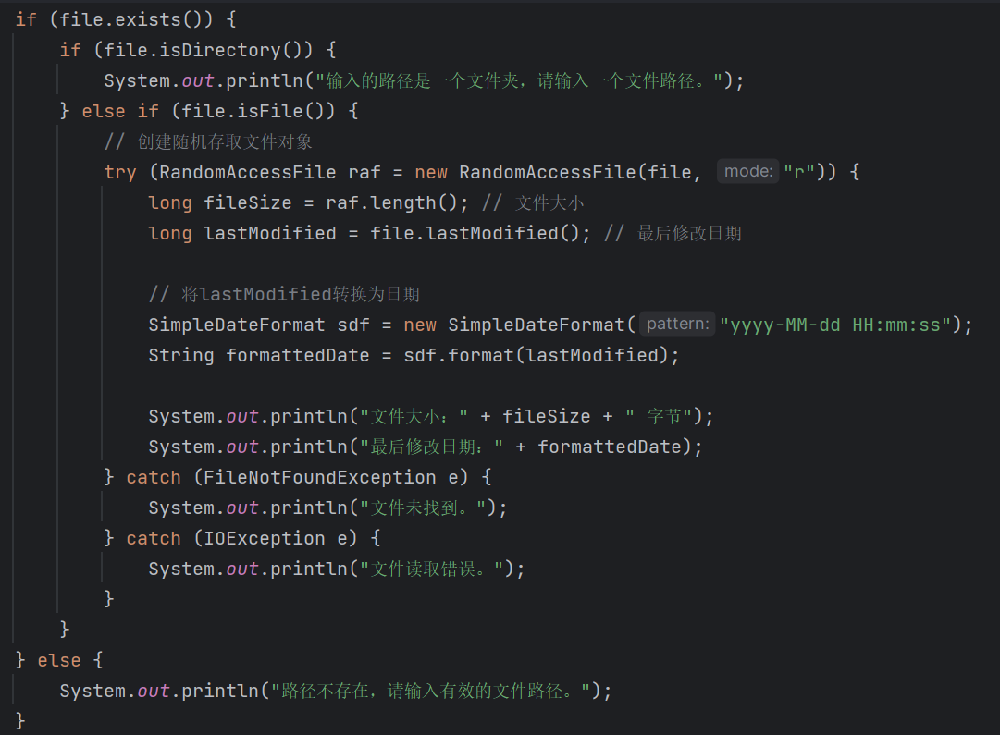 if (file.exists()) {
    if (file.isDirectory()) {
        System.out.println("输入的路径是一个文件夹，请输入一个文件路径。");
    } else if (file.isFile()) {
        // 创建随机存取文件对象
        try (RandomAccessFile raf = new RandomAccessFile(file, mode: "r")) {
            long fileSize = raf.length(); // 文件大小
            long lastModified = file.lastModified(); // 最后修改日期

            // 将lastModified转换为日期
            SimpleDateFormat sdf = new SimpleDateFormat( pattern: "yyyy-MM-dd HH:mm:ss");
            String formattedDate = sdf.format(lastModified);

            System.out.println("文件大小：" + fileSize + " 字节");
            System.out.println("最后修改日期：" + formattedDate);
        } catch (FileNotFoundException e) {
            System.out.println("文件未找到。");
        } catch (IOException e) {
            System.out.println("文件读取错误。");
        }
    }
} else {
    System.out.println("路径不存在，请输入有效的文件路径。");
}